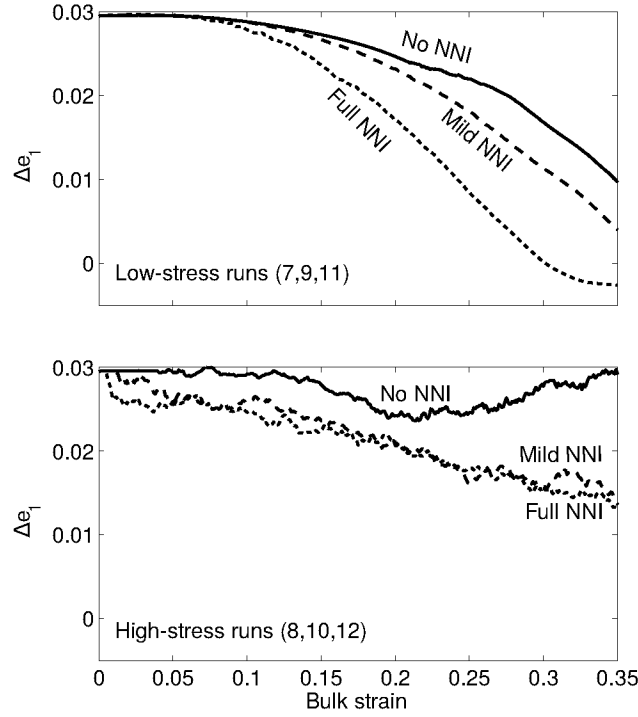 0.03
0.02
0.01
0
Δe1
No NNI
Mild NNI
Full NNI
Low-stress runs (7,9,11)
0.03
0.02
0.01
0
Δe1
No NNI
Mild NNI
Full NNI
High-stress runs (8,10,12)
0 0.05 0.1 0.15 0.2 0.25 0.3 0.35
Bulk strain